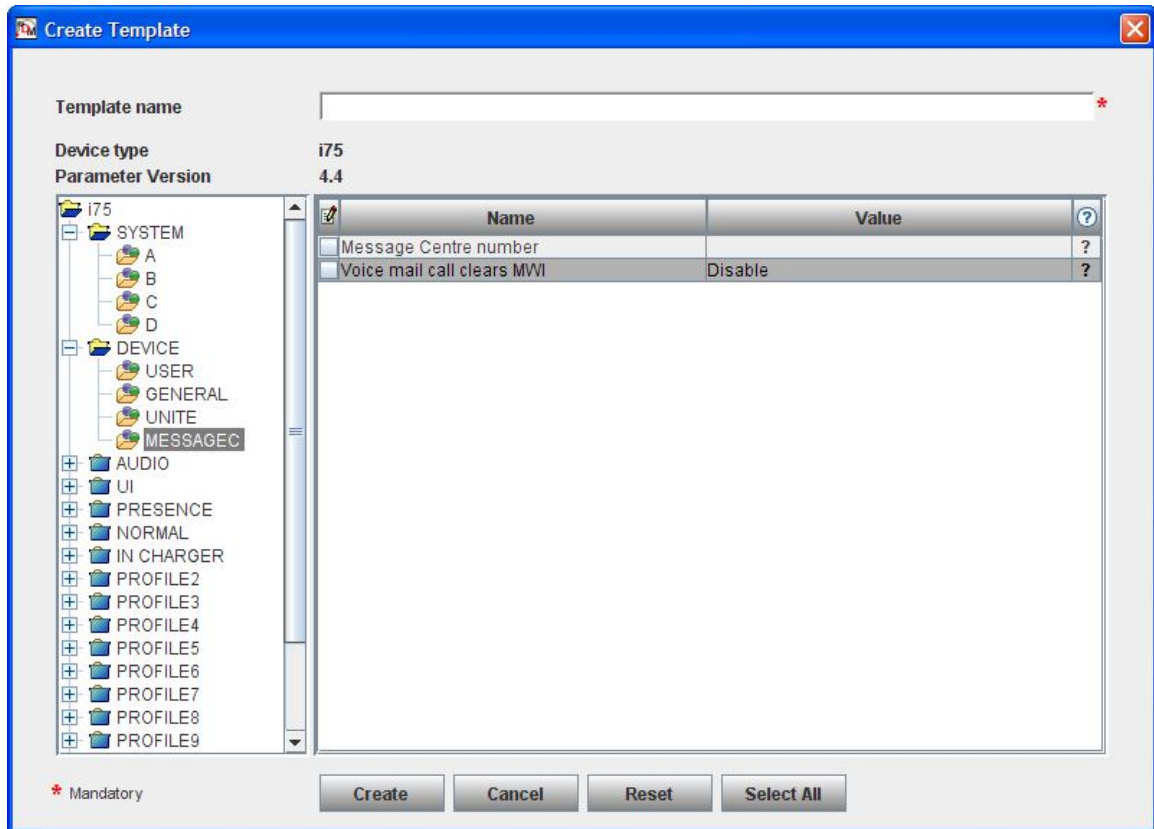 Create Template
Template name *
Device type i75
Parameter Version 4.4
i75
SYSTEM
A
B
C
D
DEVICE
USER
GENERAL
UNITE
MESSAGEC
AUDIO
UI
PRESENCE
NORMAL
IN CHARGER
PROFILE2
PROFILE3
PROFILE4
PROFILE5
PROFILE6
PROFILE7
PROFILE8
PROFILE9
Name Value ?
Message Centre number ?
Voice mail call clears MWI Disable ?
* Mandatory
Create Cancel Reset Select All